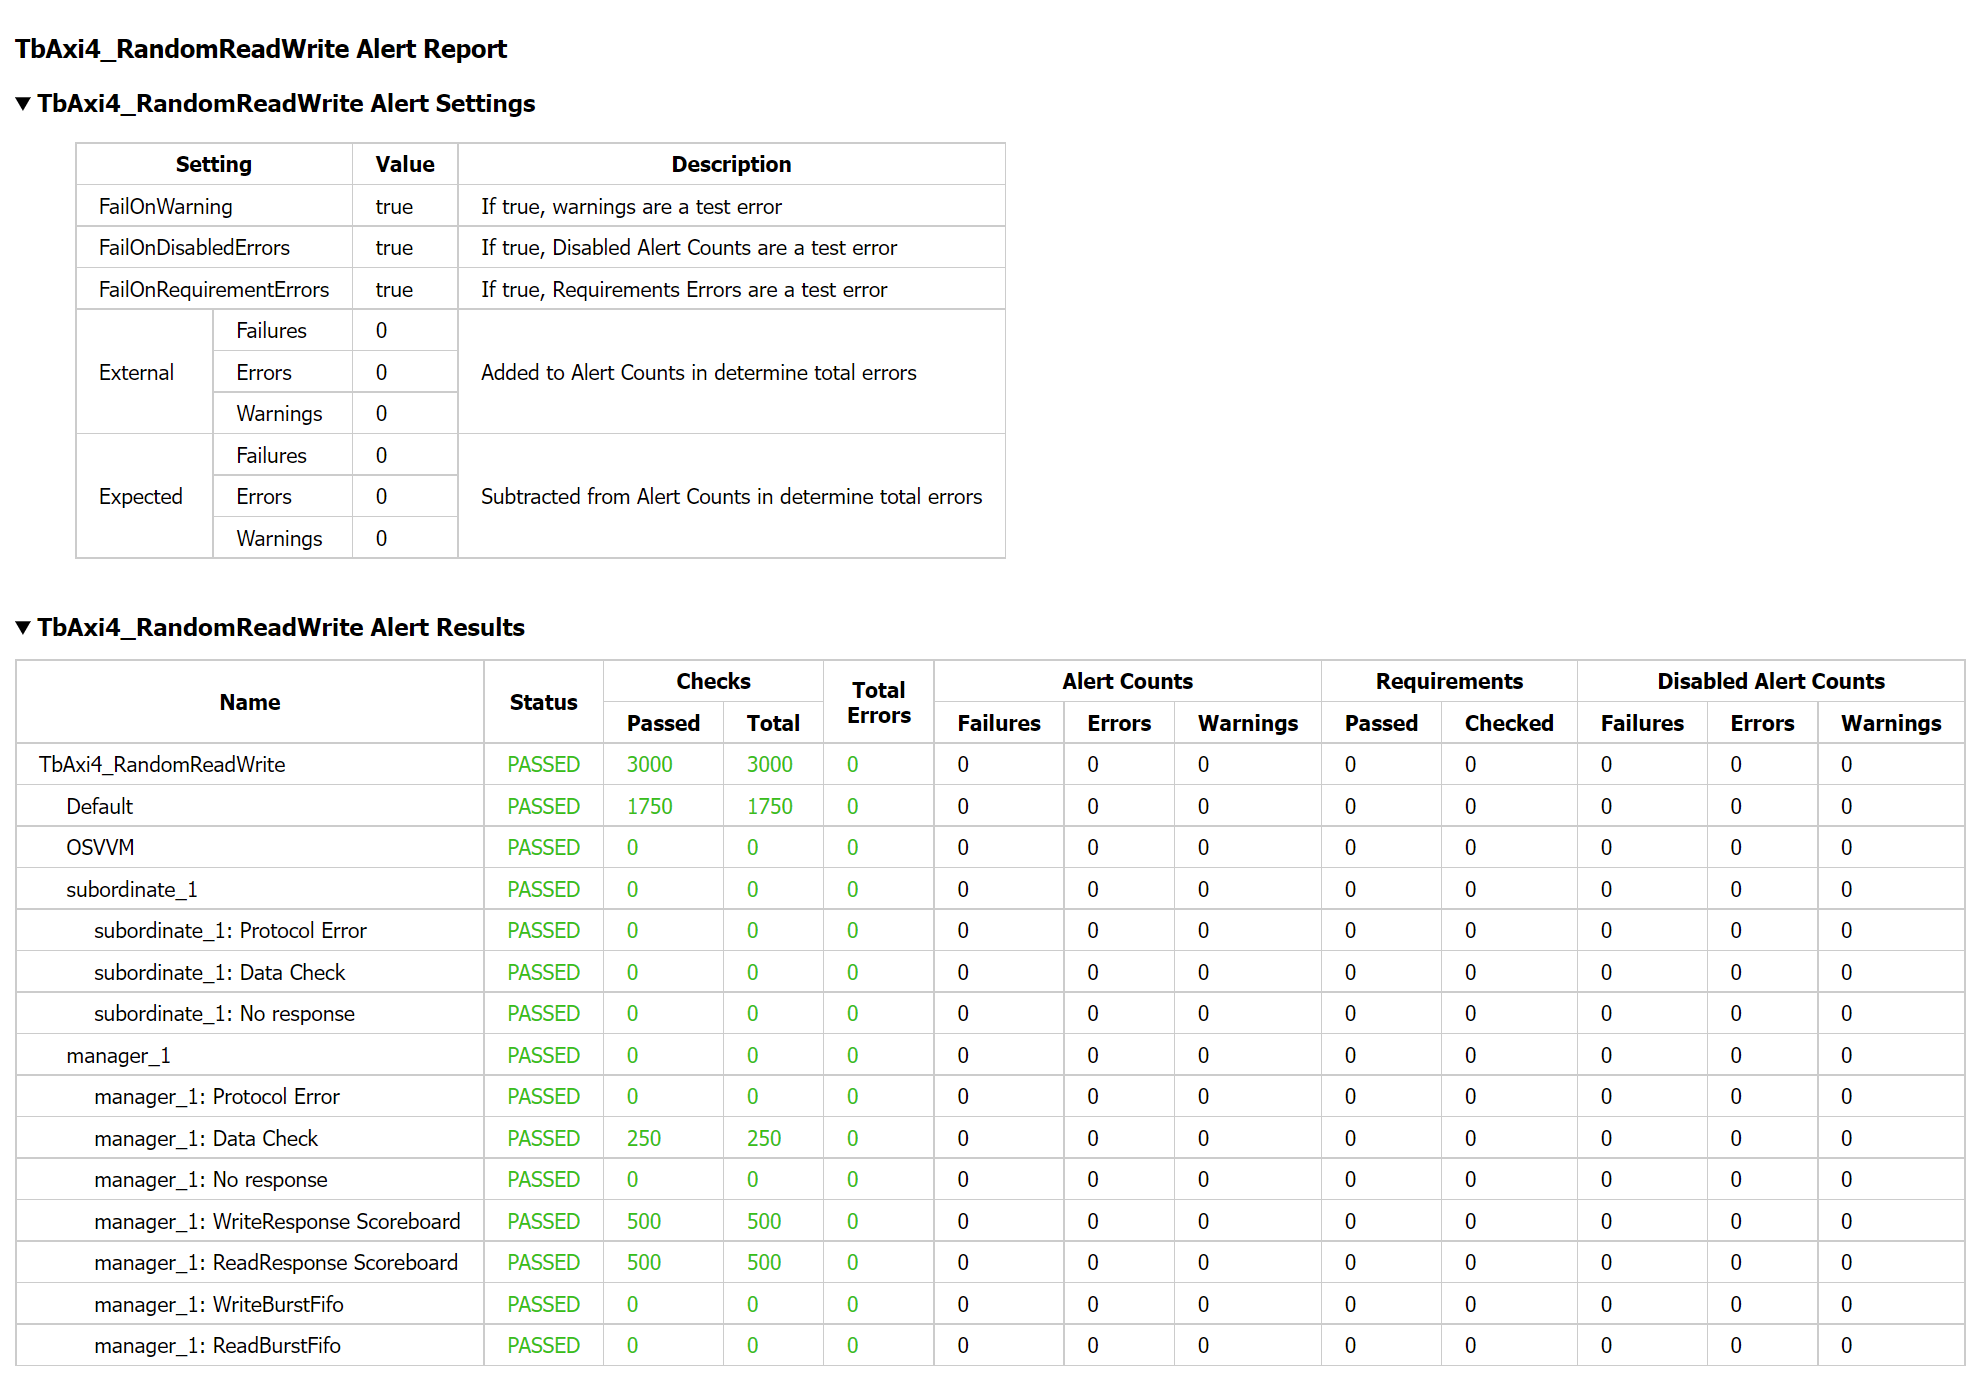 TbAxi4_RandomReadWrite Alert Report
▼ TbAxi4_RandomReadWrite Alert Settings
Setting Value Description
FailOnWarning true If true, warnings are a test error
FailOnDisabledErrors true If true, Disabled Alert Counts are a test error
FailOnRequirementErrors true If true, Requirements Errors are a test error
External Failures 0 Added to Alert Counts in determine total errors
Errors 0
Warnings 0
Expected Failures 0 Subtracted from Alert Counts in determine total errors
Errors 0
Warnings 0
▼ TbAxi4_RandomReadWrite Alert Results
Name Status Checks Total Errors Alert Counts Requirements Disabled Alert Counts
Passed Total Failures Errors Warnings Passed Checked Failures Errors Warnings
TbAxi4_RandomReadWrite PASSED 3000 3000 0 0 0 0 0 0 0 0 0
Default PASSED 1750 1750 0 0 0 0 0 0 0 0 0
OSVVM PASSED 0 0 0 0 0 0 0 0 0 0 0
subordinate_1 PASSED 0 0 0 0 0 0 0 0 0 0 0
subordinate_1: Protocol Error PASSED 0 0 0 0 0 0 0 0 0 0 0
subordinate_1: Data Check PASSED 0 0 0 0 0 0 0 0 0 0 0
subordinate_1: No response PASSED 0 0 0 0 0 0 0 0 0 0 0
manager_1 PASSED 0 0 0 0 0 0 0 0 0 0 0
manager_1: Protocol Error PASSED 0 0 0 0 0 0 0 0 0 0 0
manager_1: Data Check PASSED 250 250 0 0 0 0 0 0 0 0 0
manager_1: No response PASSED 0 0 0 0 0 0 0 0 0 0 0
manager_1: WriteResponse Scoreboard PASSED 500 500 0 0 0 0 0 0 0 0 0
manager_1: ReadResponse Scoreboard PASSED 500 500 0 0 0 0 0 0 0 0 0
manager_1: WriteBurstFifo PASSED 0 0 0 0 0 0 0 0 0 0 0
manager_1: ReadBurstFifo PASSED 0 0 0 0 0 0 0 0 0 0 0